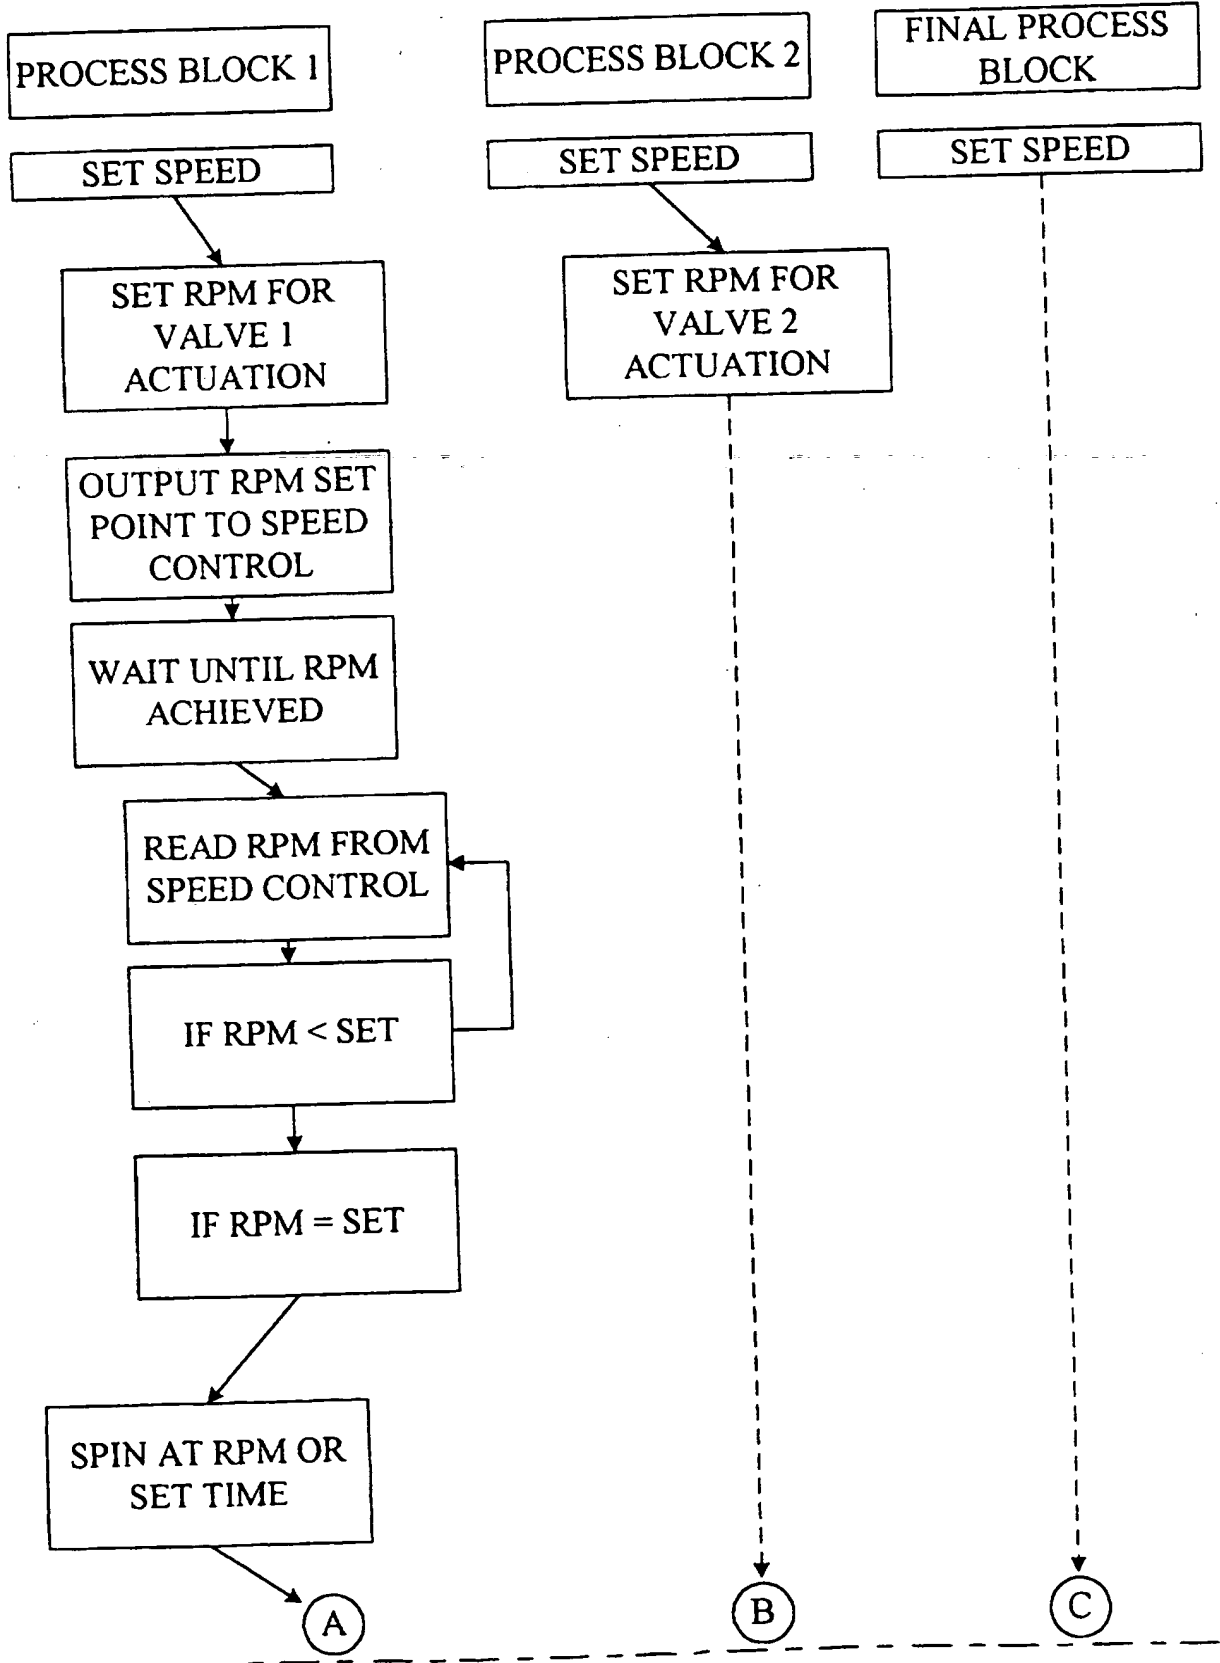 PROCESS BLOCK 1
SET SPEED
SET RPM FOR
VALVE 1
ACTUATION
OUTPUT RPM SET
POINT TO SPEED
CONTROL
WAIT UNTIL RPM
ACHIEVED
READ RPM FROM
SPEED CONTROL
IF RPM < SET
IF RPM = SET
SPIN AT RPM OR
SET TIME
A
PROCESS BLOCK 2
SET SPEED
SET RPM FOR
VALVE 2
ACTUATION
B
FINAL PROCESS
BLOCK
SET SPEED
C